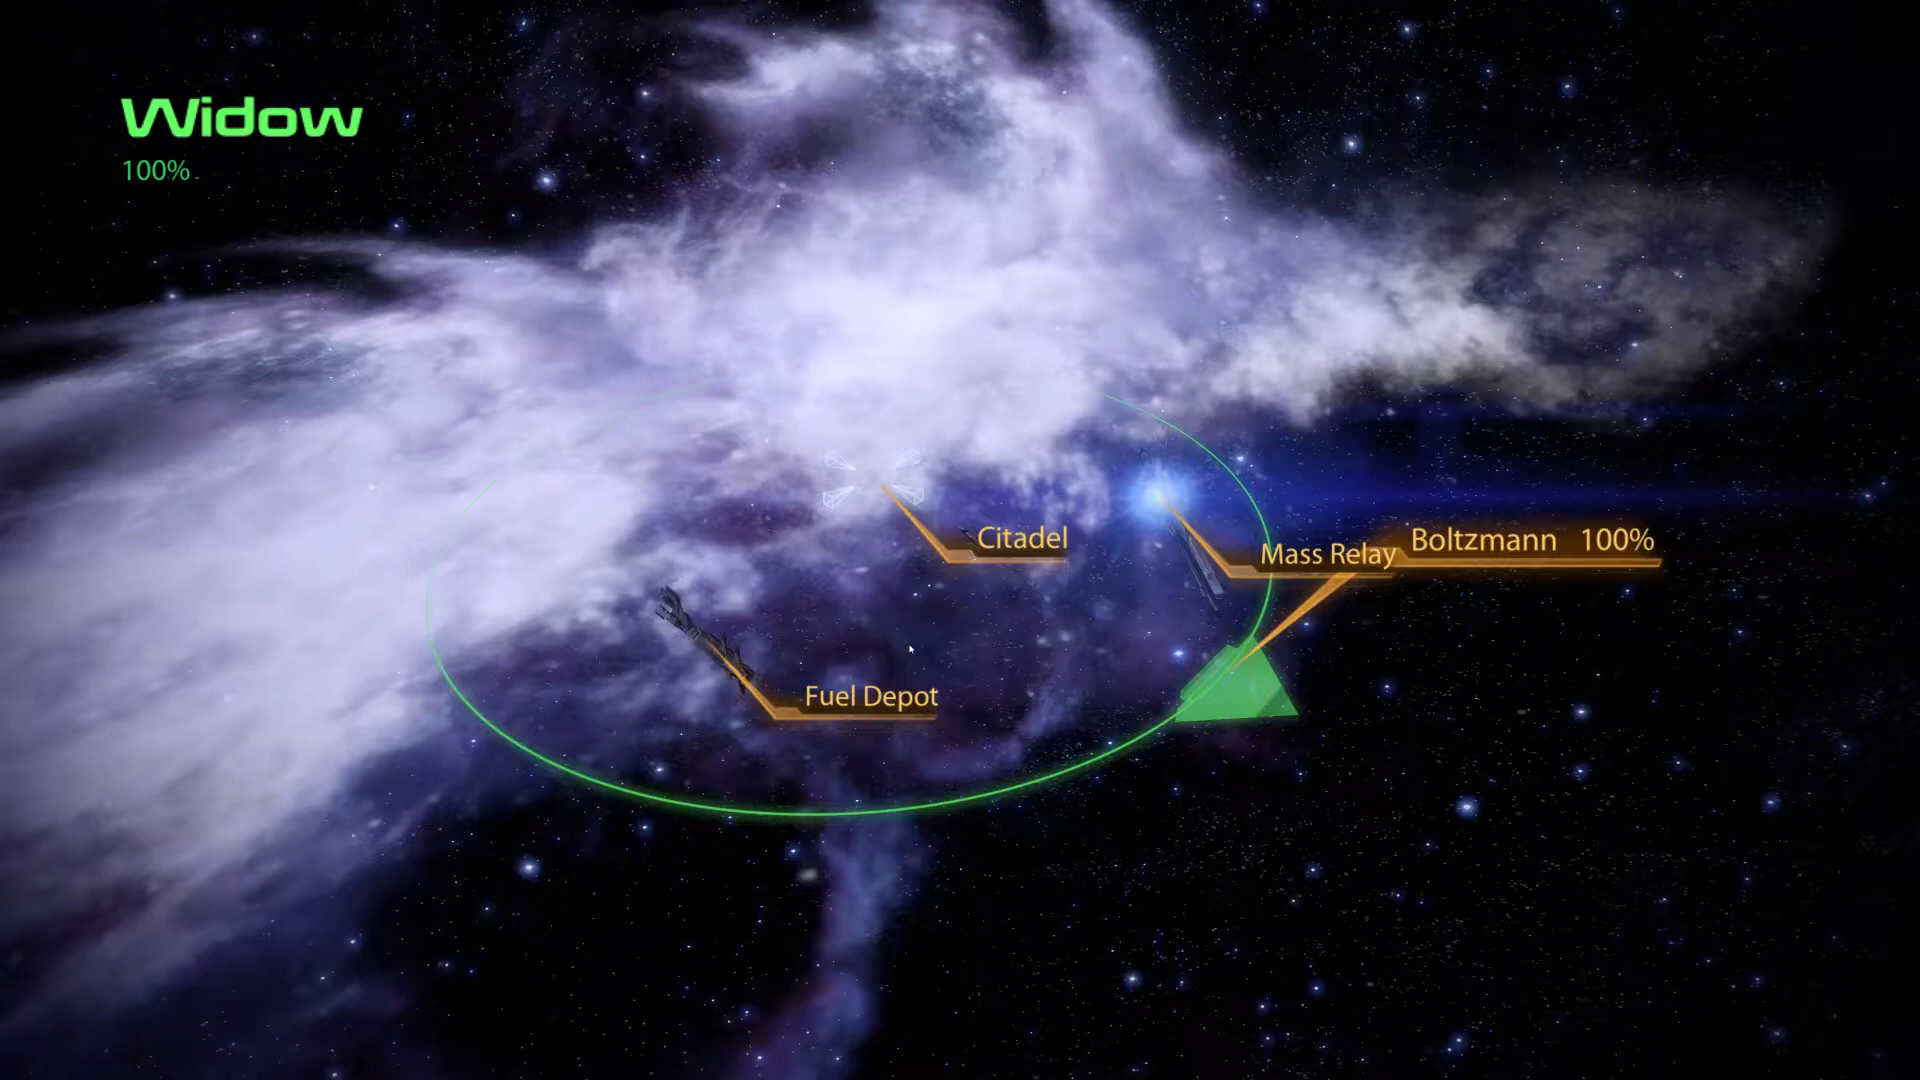 Widow
100%
Citadel
Mass Relay
Boltzmann 100%
Fuel Depot